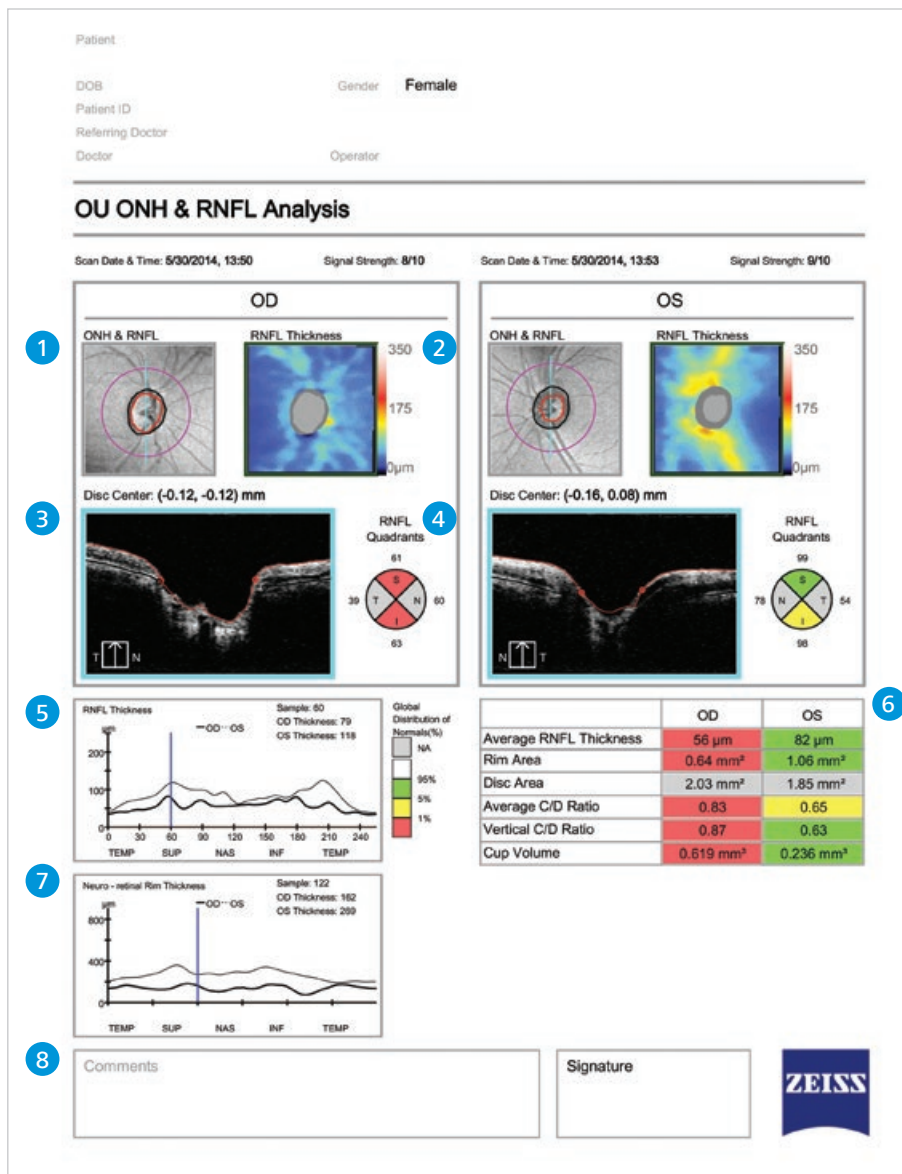 Patient
DOB Gender Female
Patient ID
Referring Doctor
Doctor Operator
OU ONH & RNFL Analysis
Scan Date & Time: 5/30/2014, 13:50 Signal Strength: 8/10 Scan Date & Time: 5/30/2014, 13:53 Signal Strength: 9/10
OD
1 ONH & RNFL RNFL Thickness
350
175
0µm
Disc Center: (-0.12, -0.12) mm
3 RNFL
Quadrants
61
S
39 T N 60
I
63
T N
OS
2 ONH & RNFL RNFL Thickness
350
175
0µm
Disc Center: (-0.16, 0.08) mm
4 RNFL
Quadrants
99
S
78 N T 54
I
98
N T
5 RNFL Thickness Sample: 60
µm OD OS OD Thickness: 79
OS Thickness: 118
200
100
0
0 30 60 90 120 150 180 210 240
TEMP SUP NAS INF TEMP
Global
Distribution of
Normals(%)
NA
95%
5%
1%
6
OD OS
Average RNFL Thickness 56 µm 82 µm
Rim Area 0.64 mm² 1.06 mm²
Disc Area 2.03 mm² 1.85 mm²
Average C/D Ratio 0.83 0.65
Vertical C/D Ratio 0.87 0.63
Cup Volume 0.619 mm³ 0.236 mm³
7 Neuro - retinal Rim Thickness Sample: 122
µm OD OS OD Thickness: 162
OS Thickness: 269
800
400
0
TEMP SUP NAS INF TEMP
8 Comments Signature
ZEISS